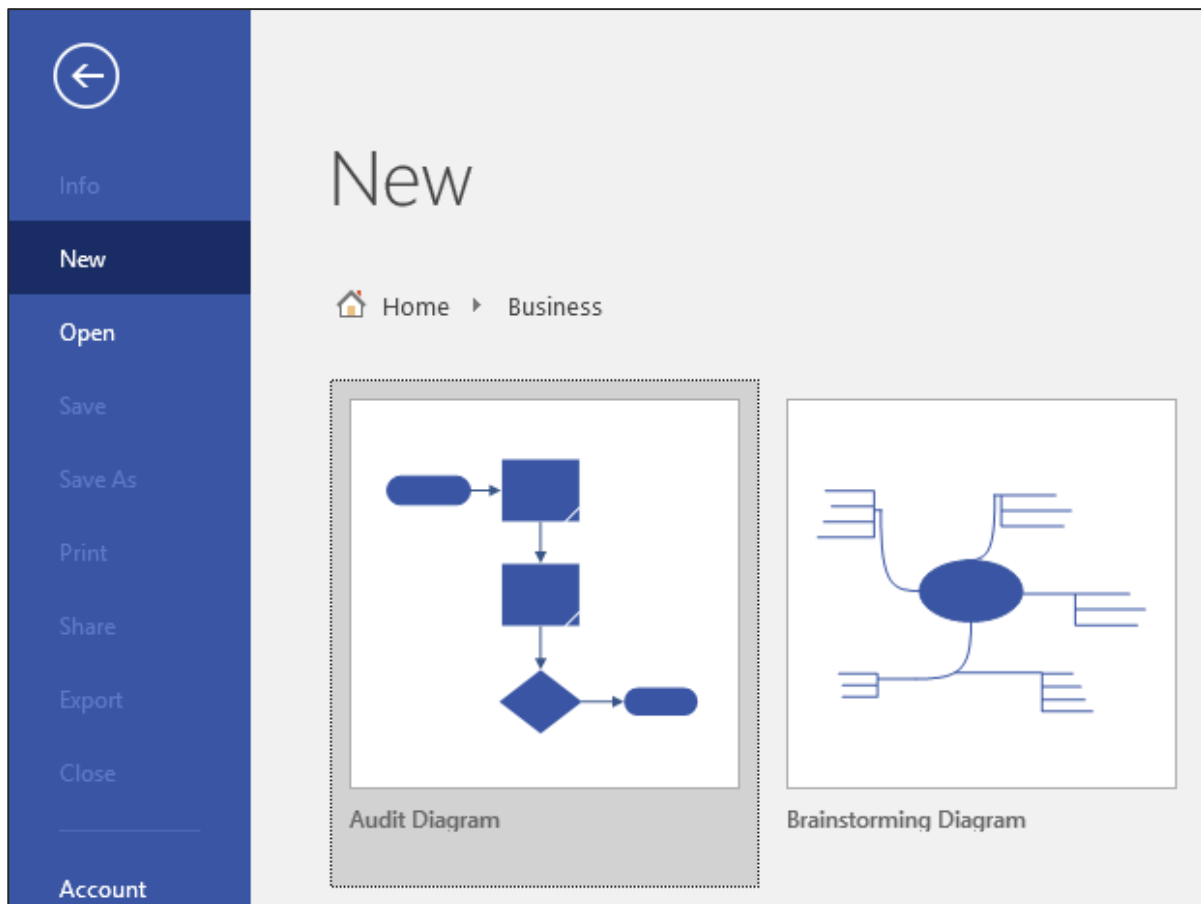 Info
New
Open
Save
Save As
Print
Share
Export
Close
Account
New
Home Business
Audit Diagram
Brainstorming Diagram